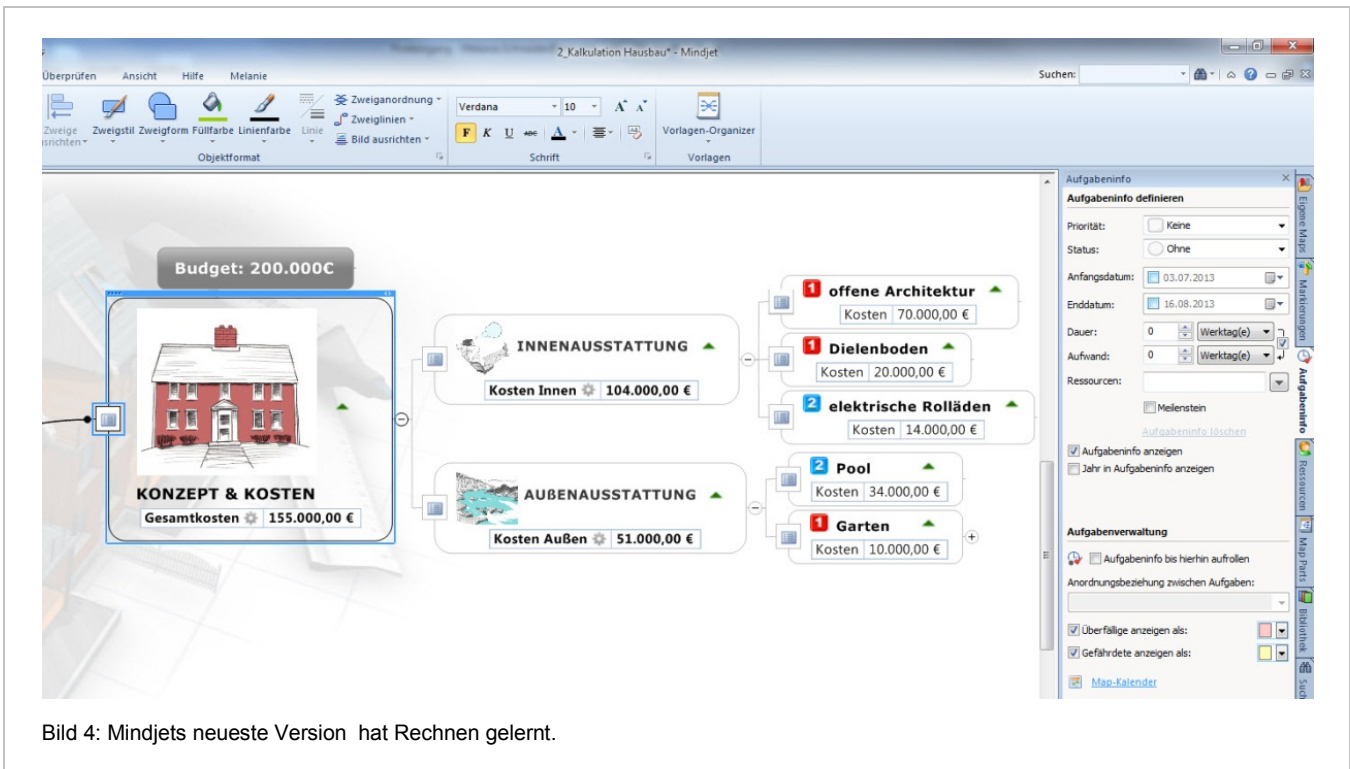 2_Kalkulation Hausbau* - Mindjet
Überprüfen Ansicht Hilfe Melanie Suchen:
Zweiganordnung
Zweiglinien
Bild ausrichten
Zweige Zweigstil Zweigform Füllfarbe Linienfarbe Linie
Verdana 10 A A
F K U abc A
Vorlagen-Organizer
Objektformat Schrift Vorlagen
Budget: 200.000C
KONZEPT & KOSTEN
Gesamtkosten 155.000,00 €
INNENAUSSTATTUNG
Kosten Innen 104.000,00 €
1 offene Architektur
Kosten 70.000,00 €
1 Dielenboden
Kosten 20.000,00 €
2 elektrische Rolläden
Kosten 14.000,00 €
AUßENAUSSTATTUNG
Kosten Außen 51.000,00 €
2 Pool
Kosten 34.000,00 €
1 Garten
Kosten 10.000,00 €
Aufgabeninfo
Aufgabeninfo definieren
Priorität: Keine
Status: Ohne
Anfangsdatum: 03.07.2013
Enddatum: 16.08.2013
Dauer: 0 Werktag(e)
Aufwand: 0 Werktag(e)
Ressourcen:
Meilenstein
Aufgabeninfo löschen
Aufgabeninfo anzeigen
Jahr in Aufgabeninfo anzeigen
Aufgabenverwaltung
Aufgabeninfo bis hierhin aufrollen
Anordnungsbeziehung zwischen Aufgaben:
Überfällige anzeigen als:
Gefährdete anzeigen als:
Map-Kalender
Eigene Maps
Markierungen
Aufgabeninfo
Ressourcen
Map Parts
Bibliothek
Such
Bild 4: Mindjets neueste Version hat Rechnen gelernt.